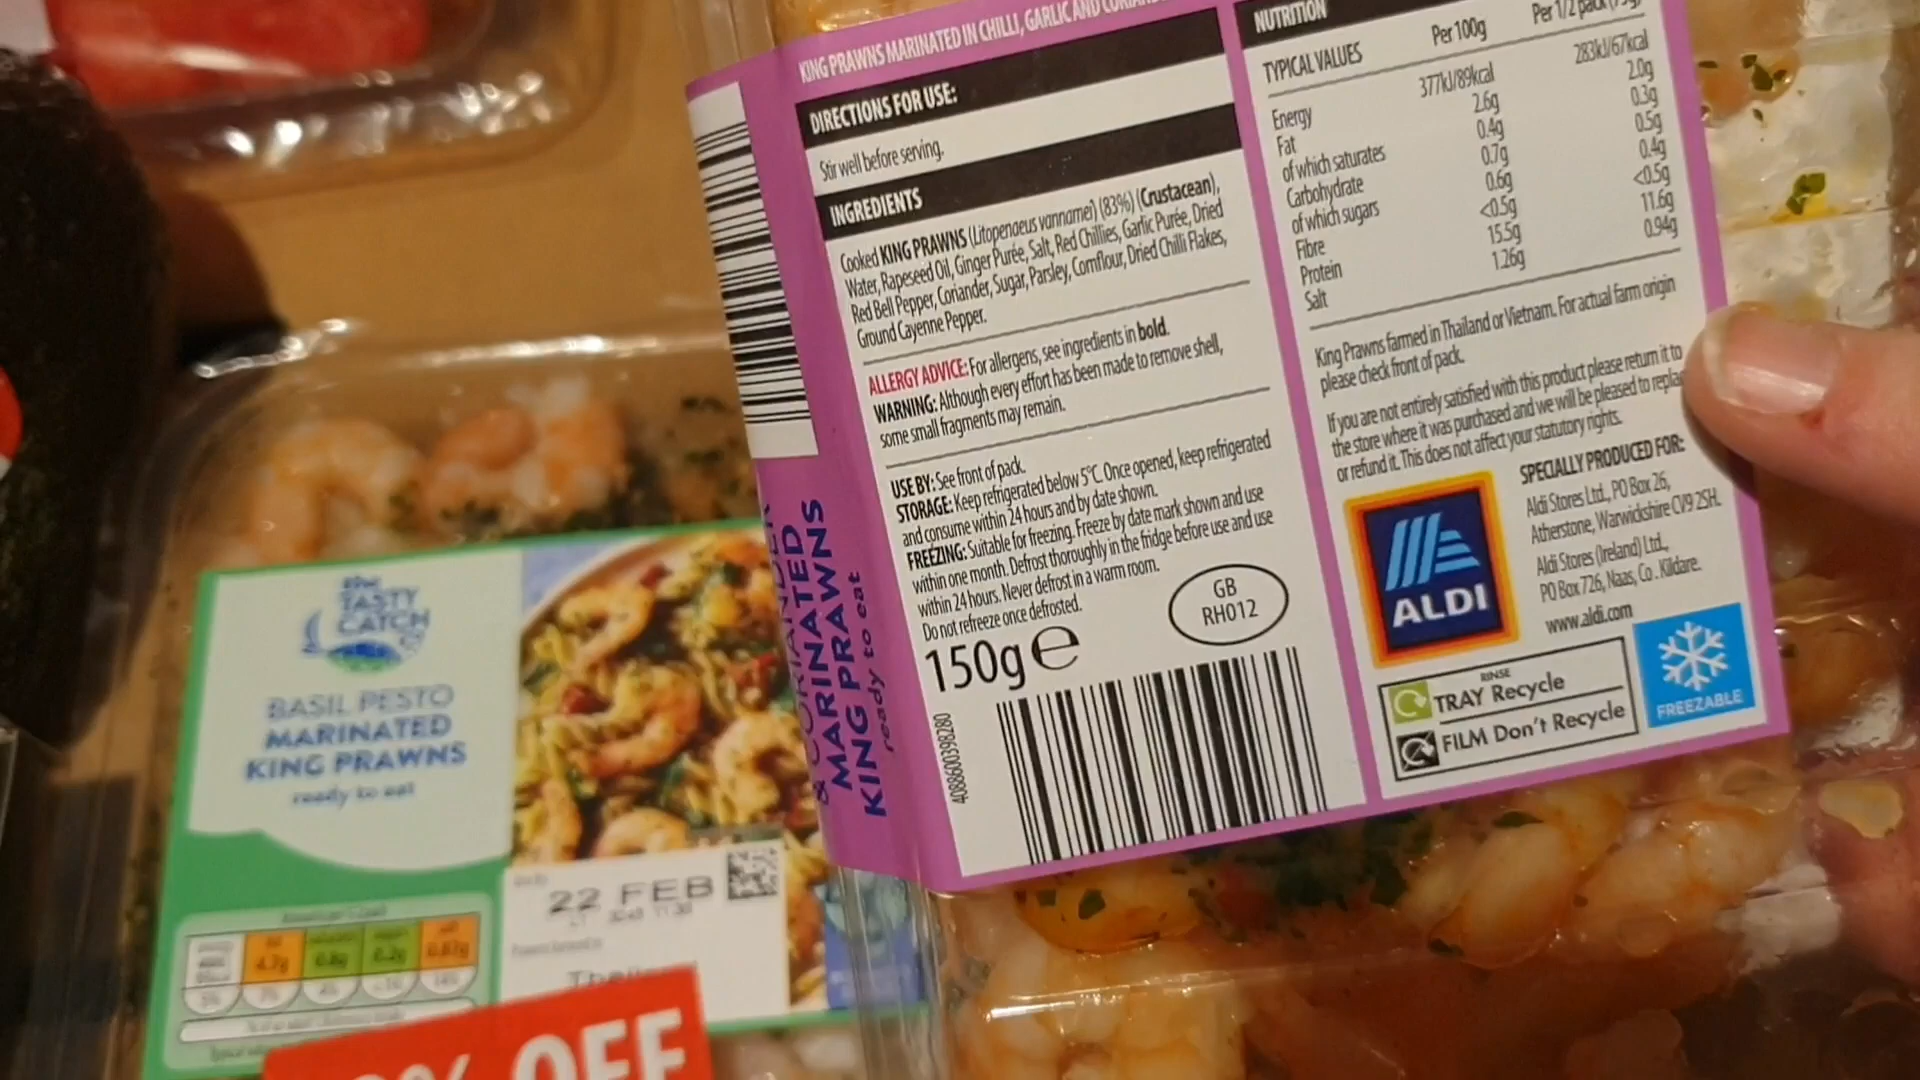 KING PRAWNS MARINATED IN CHILLI, GARLIC AND
DIRECTIONS FOR USE:
Stir well before serving.
INGREDIENTS
Cooked KING PRAWNS (Litopenaeus vannamei) (83%) (Crustacean),
Water, Rapeseed Oil, Ginger Purée, Salt, Red Chillies, Garlic Purée, Dried
Red Bell Pepper, Coriander, Sugar, Parsley, Cornflour, Dried Chilli Flakes,
Ground Cayenne Pepper.
ALLERGY ADVICE: For allergens, see ingredients in bold.
WARNING: Although every effort has been made to remove shell,
some small fragments may remain.
USE BY: See front of pack.
STORAGE: Keep refrigerated below 5°C. Once opened, keep refrigerated
and consume within 24 hours and by date shown.
FREEZING: Suitable for freezing. Freeze by date mark shown and use
within one month. Defrost thoroughly in the fridge before use and use
within 24 hours. Never defrost in a warm room.
Do not refreeze once defrosted.
150g e
GB
RH012
4088600398280
NUTRITION
TYPICAL VALUES Per 100g Per 1/2 pack
Energy 377kJ/89kcal 283kJ/67kcal
Fat 2.6g 2.0g
of which saturates 0.4g 0.3g
Carbohydrate 0.7g 0.5g
of which sugars 0.6g 0.4g
Fibre <0.5g <0.5g
Protein 15.5g 11.6g
Salt 1.26g 0.94g
King Prawns farmed in Thailand or Vietnam. For actual farm origin
please check front of pack.
If you are not entirely satisfied with this product please return it to
the store where it was purchased and we will be pleased to
or refund it. This does not affect your statutory rights.
SPECIALLY PRODUCED FOR:
Aldi Stores Ltd., PO Box 26,
Atherstone, Warwickshire CV9 2SH.
Aldi Stores (Ireland) Ltd.,
PO Box 726, Naas, Co. Kildare.
www.aldi.com
ALDI
RINSE
TRAY Recycle
FILM Don't Recycle
FREEZABLE
& CORIANDER
MARINATED
KING PRAWNS
ready to eat
THE
TASTY
CATCH
BASIL PESTO
MARINATED
KING PRAWNS
ready to eat
22 FEB
4.7g 0.8g 0.2g 0.87g
% OFF